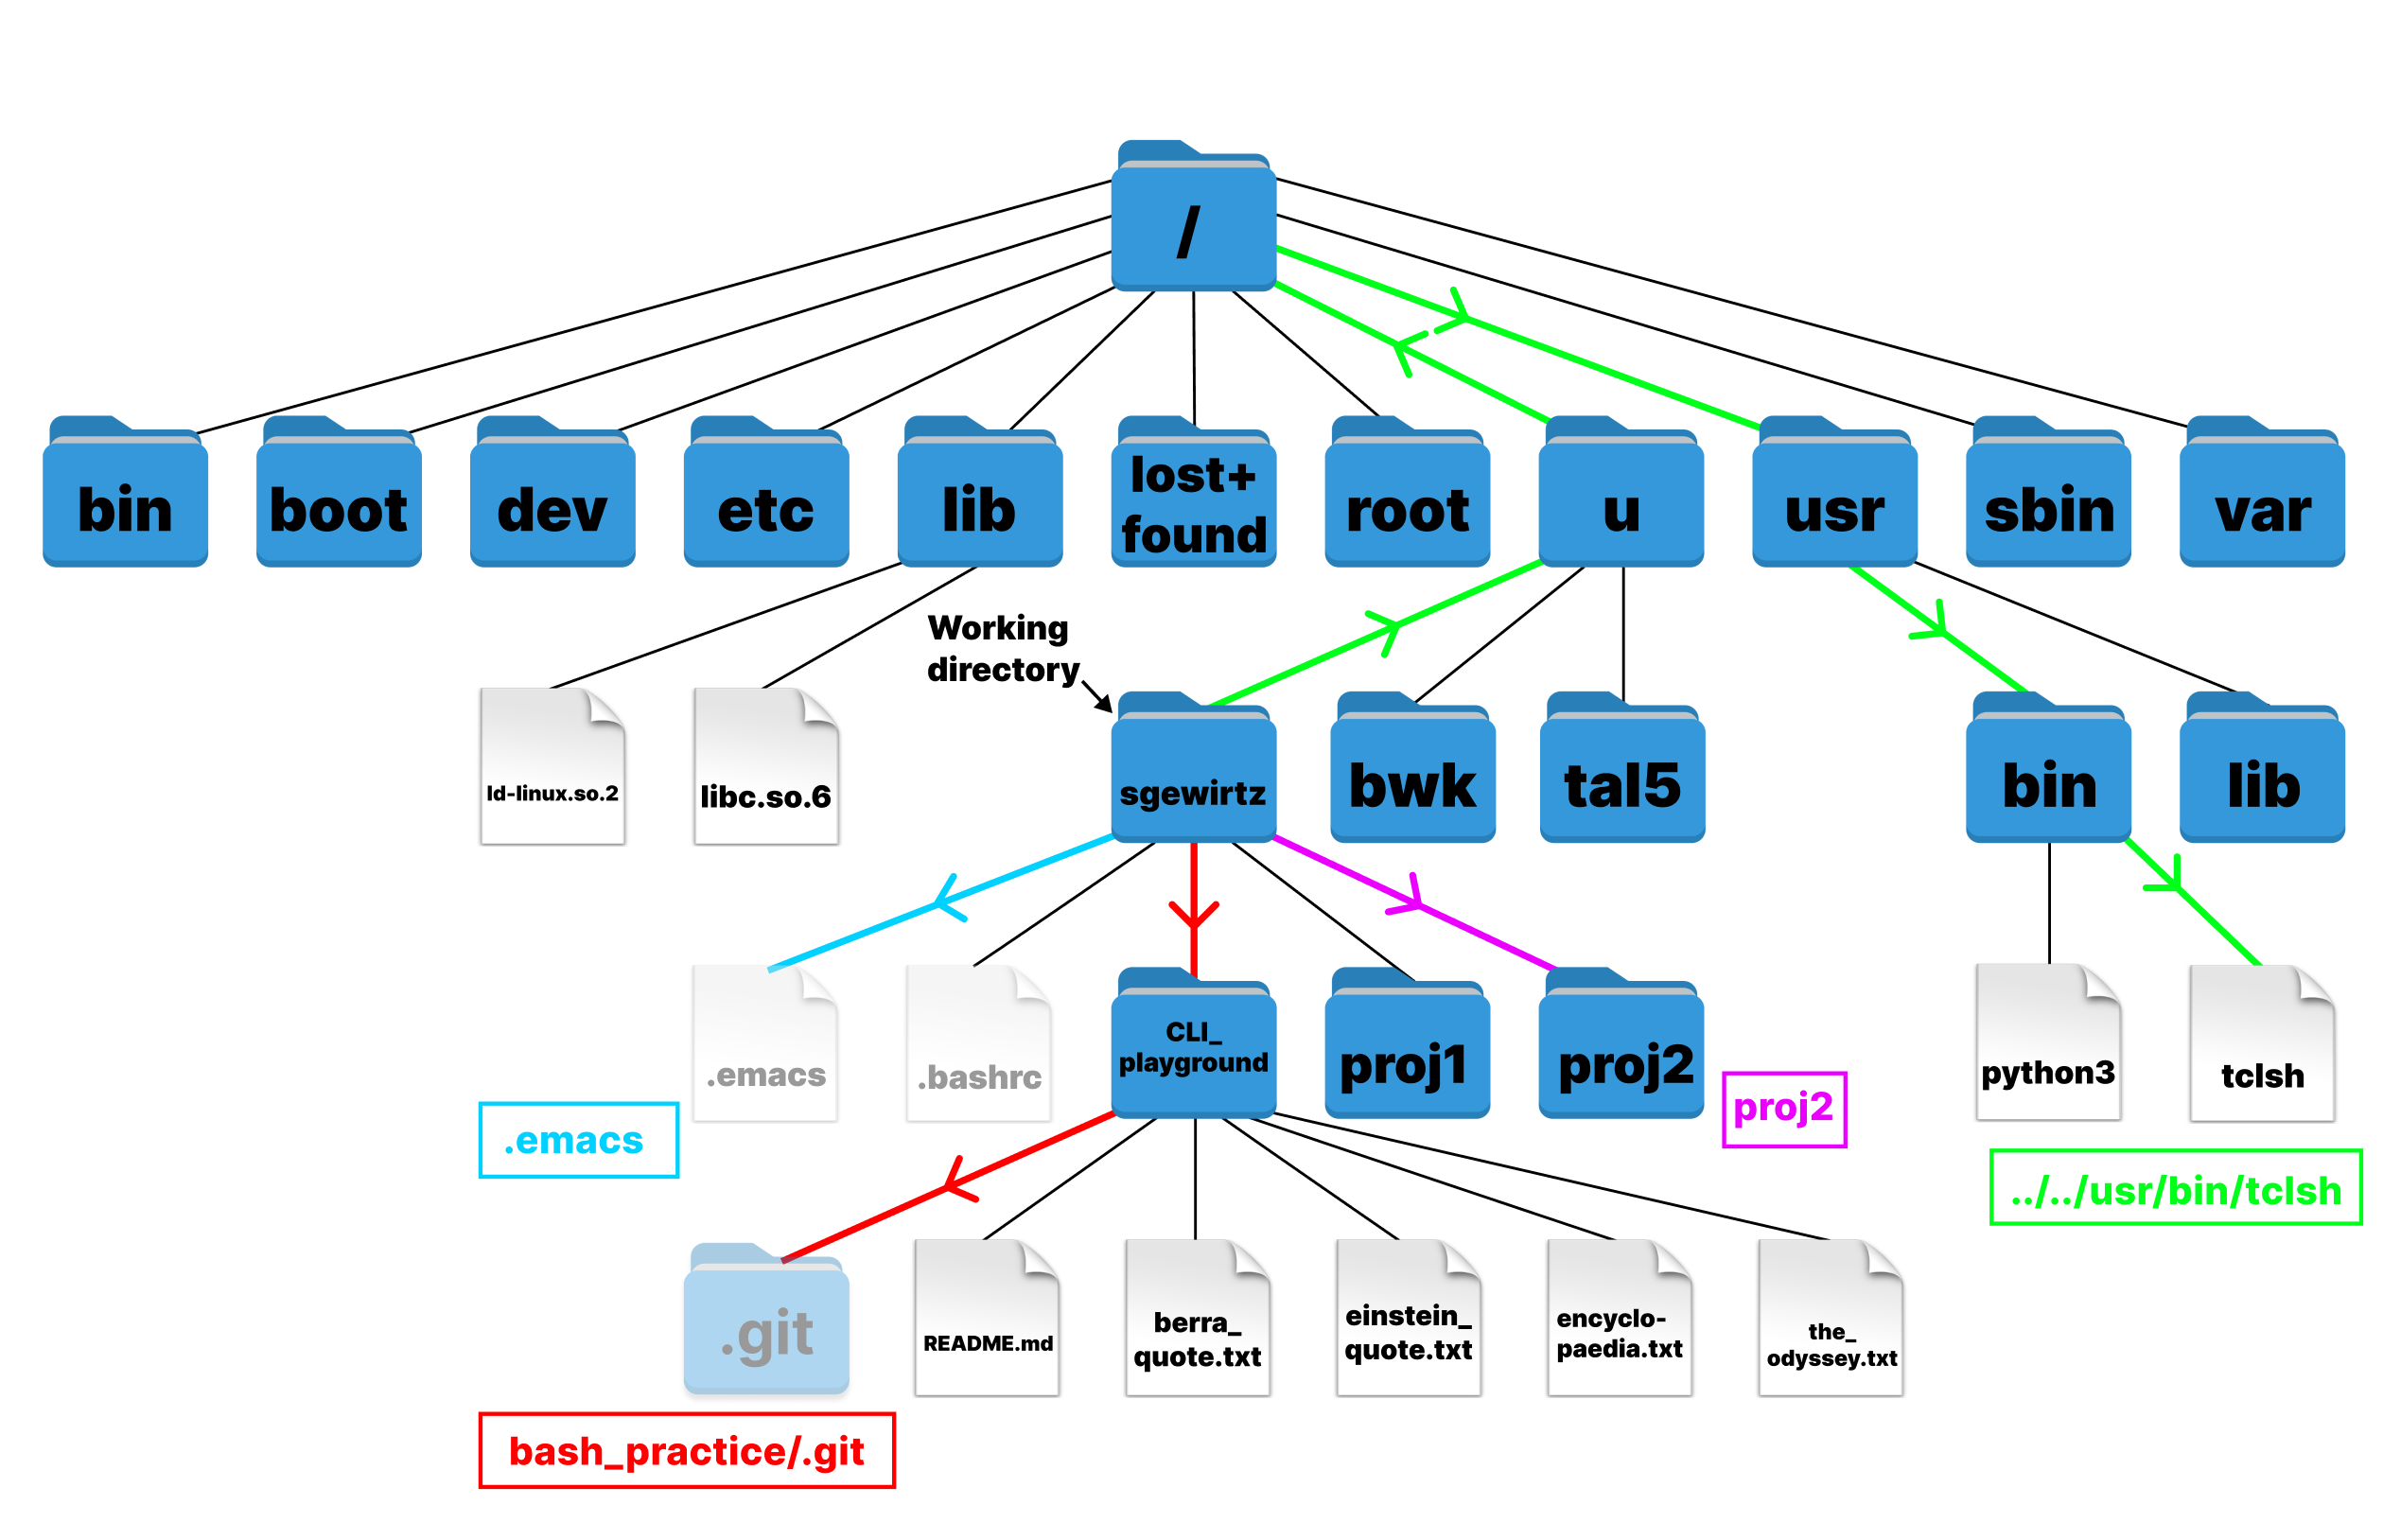 /
bin
boot
dev
etc
lib
lost+
found
root
u
usr
sbin
var
Working
directory
ld-linux.so.2
libc.so.6
sgewirtz
bwk
tal5
bin
lib
.emacs
.bashrc
CLI_
playground
proj1
proj2
python3
tclsh
.emacs
proj2
../../usr/bin/tclsh
.git
README.md
berra_
quote.txt
einstein_
quote.txt
encyclo-
paedia.txt
the_
odyssey.txt
bash_practice/.git